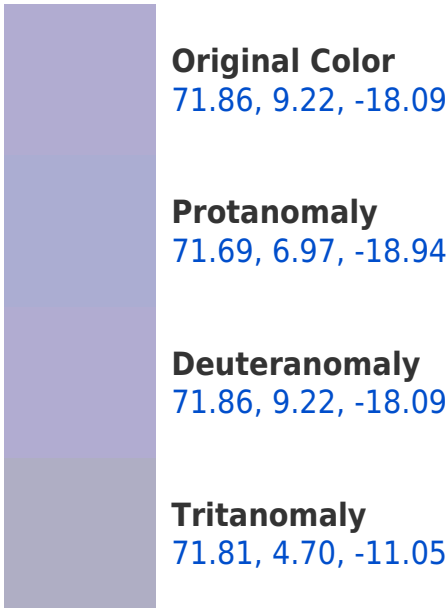 Original Color
71.86, 9.22, -18.09
Protanomaly
71.69, 6.97, -18.94
Deuteranomaly
71.86, 9.22, -18.09
Tritanomaly
71.81, 4.70, -11.05